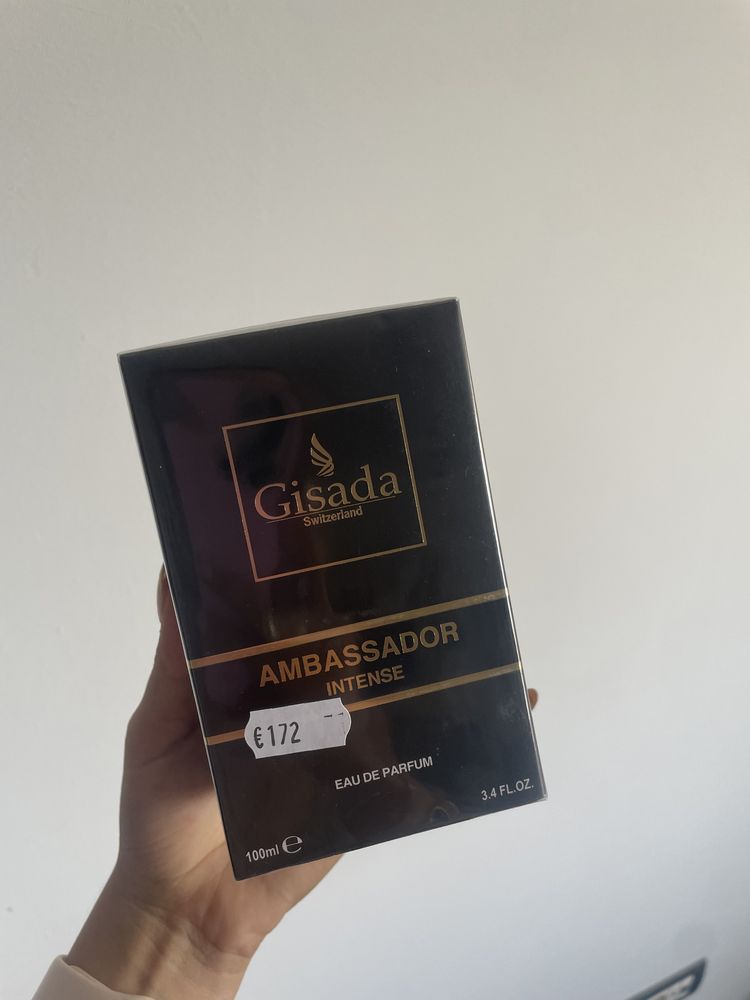 Gisada
Switzerland
AMBASSADOR
INTENSE
€172
EAU DE PARFUM
3.4 FL.OZ.
100ml ℮